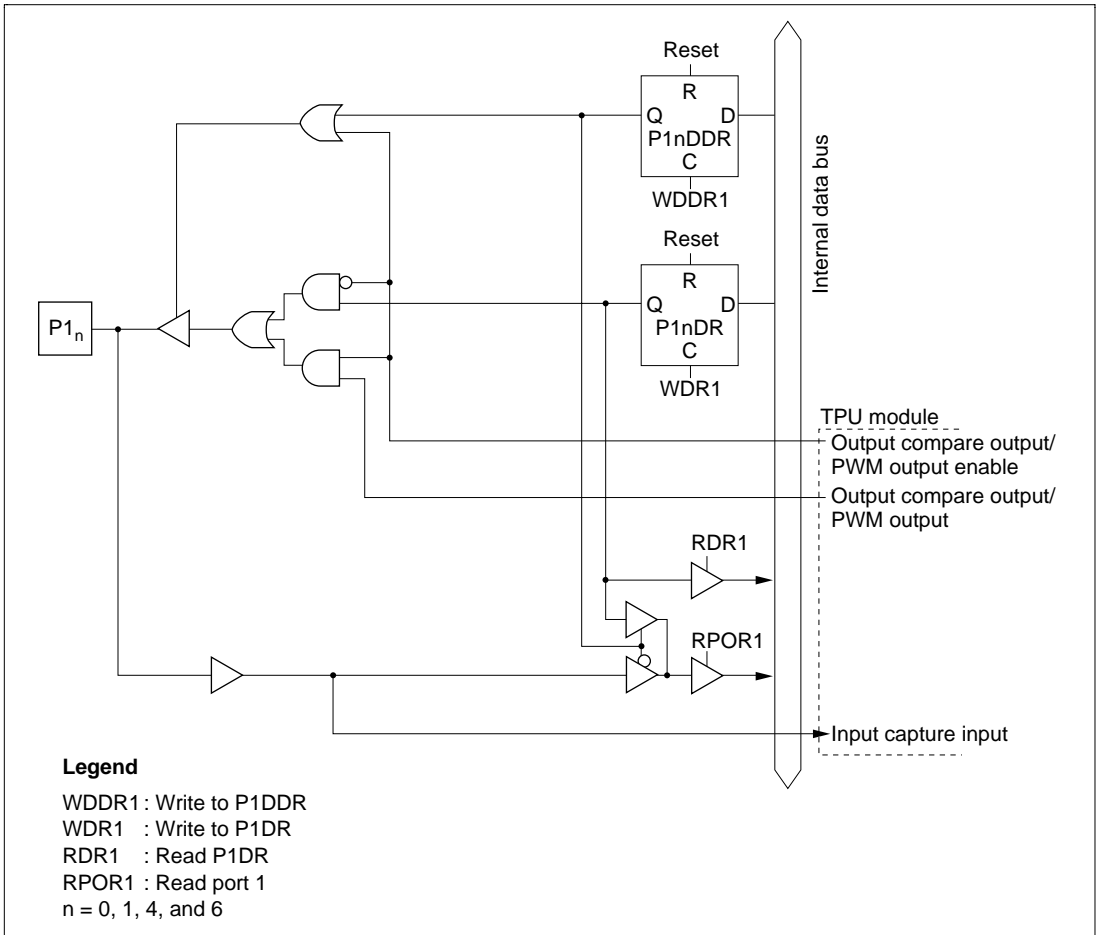 Reset
R
Q D
P1nDDR
C
WDDR1
Internal data bus
Reset
R
Q D
P1nDR
C
WDR1
P1n
TPU module
Output compare output/
PWM output enable
Output compare output/
PWM output
RDR1
RPOR1
Input capture input
Legend
WDDR1 : Write to P1DDR
WDR1 : Write to P1DR
RDR1 : Read P1DR
RPOR1 : Read port 1
n = 0, 1, 4, and 6